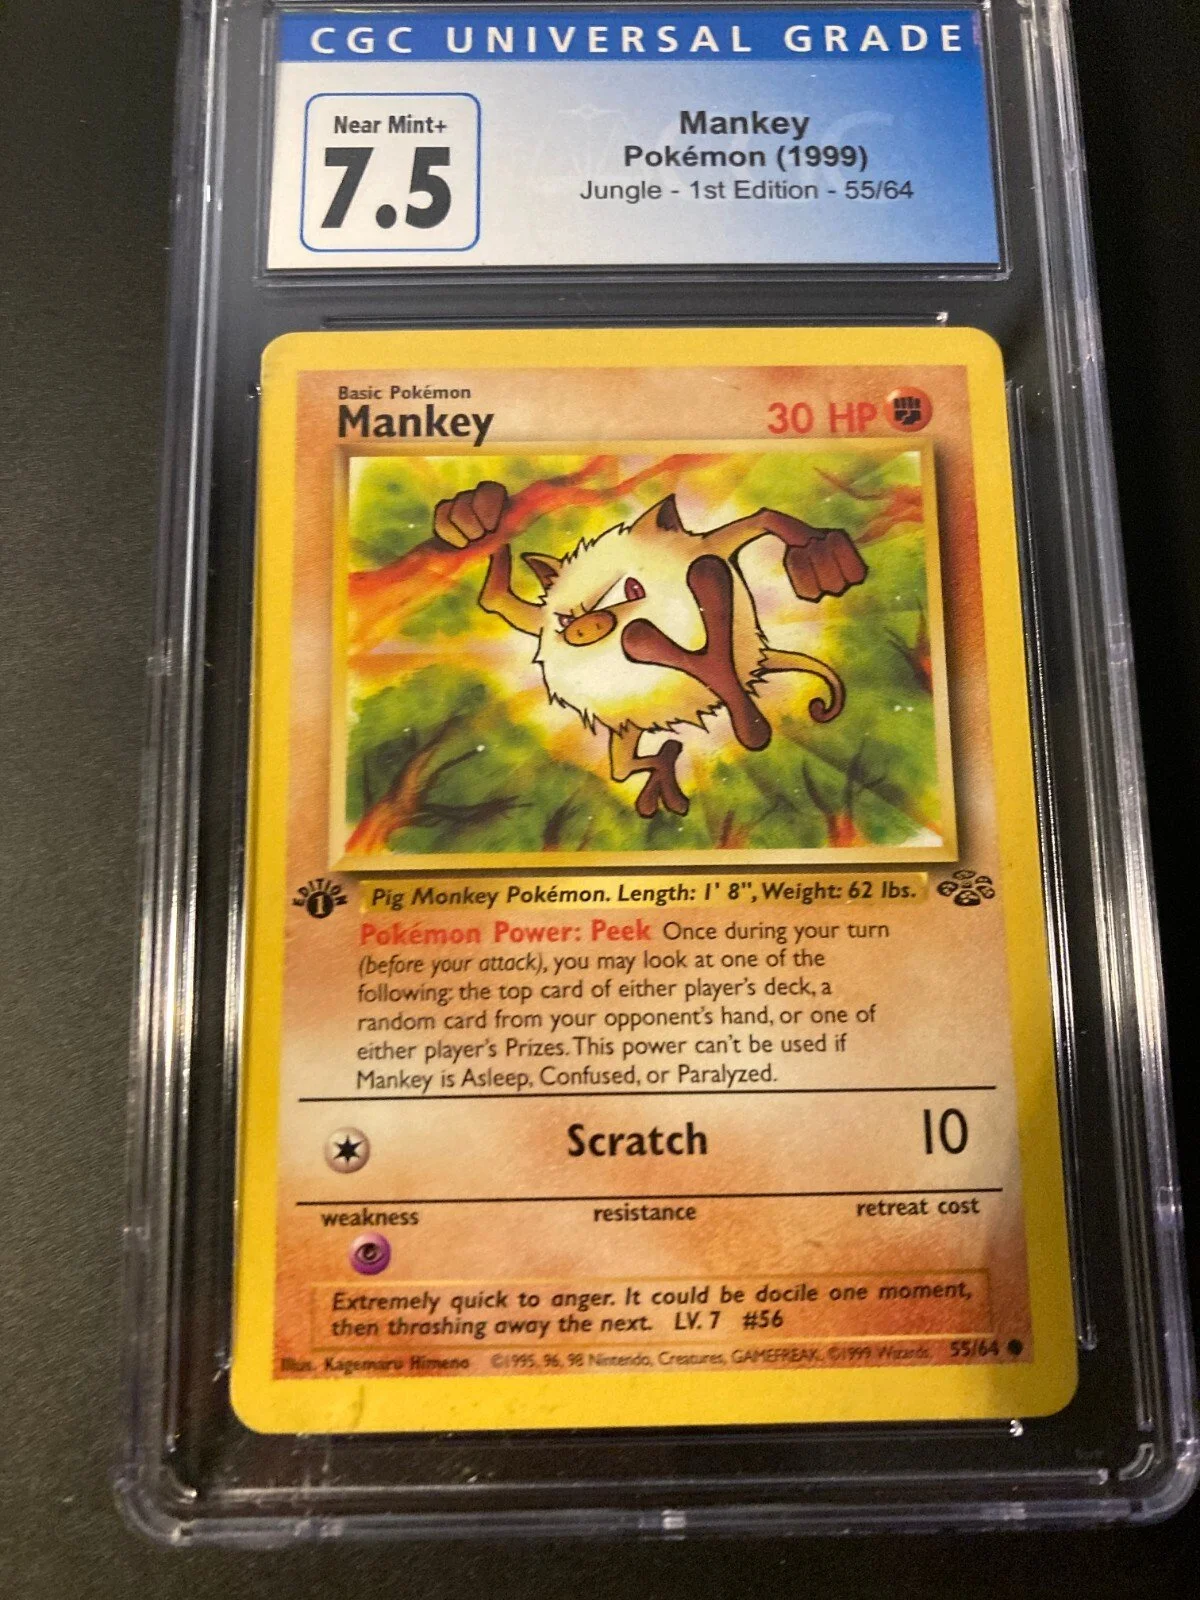 CGC UNIVERSAL GRADE
Near Mint+
7.5
Mankey
Pokémon (1999)
Jungle - 1st Edition - 55/64
Basic Pokémon
Mankey
30 HP
EDITION
1
Pig Monkey Pokémon. Length: 1' 8", Weight: 62 lbs.
Pokémon Power: Peek Once during your turn
(before your attack), you may look at one of the
following: the top card of either player's deck, a
random card from your opponent's hand, or one of
either player's Prizes. This power can't be used if
Mankey is Asleep, Confused, or Paralyzed.
Scratch 10
weakness resistance retreat cost
Extremely quick to anger. It could be docile one moment,
then thrashing away the next. LV. 7 #56
Illus. Kagemaru Himeno ©1995, 96, 98 Nintendo, Creatures, GAMEFREAK. ©1999 Wizards. 55/64